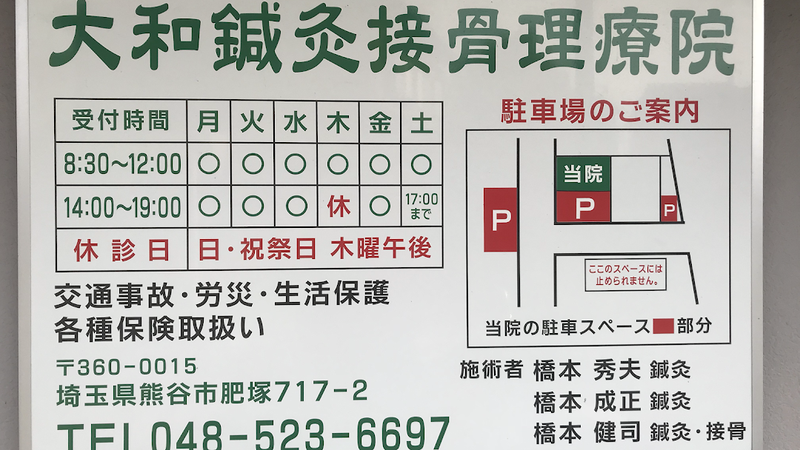 大和鍼灸接骨理療院
受付時間 月 火 水 木 金 土
8:30〜12:00 〇 〇 〇 〇 〇 〇
14:00〜19:00 〇 〇 〇 休 〇 17:00まで
休診日 日・祝祭日 木曜午後
交通事故・労災・生活保護
各種保険取扱い
〒360-0015
埼玉県熊谷市肥塚717-2
TEL048-523-6697
駐車場のご案内
当院
P
P
P
ここのスペースには
止められません。
当院の駐車スペース 部分
施術者 橋本 秀夫 鍼灸
橋本 成正 鍼灸
橋本 健司 鍼灸・接骨